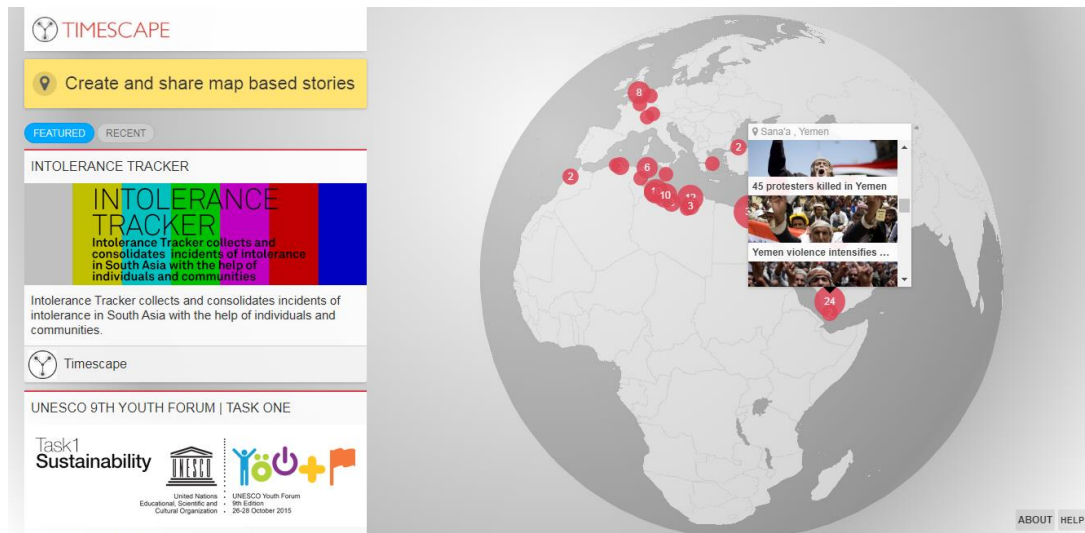 TIMESCAPE
Create and share map based stories
FEATURED
RECENT
INTOLERANCE TRACKER
INTOLERANCE
TRACKER
Intolerance Tracker collects and
consolidates incidents of intolerance
in South Asia with the help of
individuals and communities
Intolerance Tracker collects and consolidates incidents of
intolerance in South Asia with the help of individuals and
communities.
Timescape
UNESCO 9TH YOUTH FORUM | TASK ONE
Task1
Sustainability
UNESCO
United Nations
Educational, Scientific and
Cultural Organization
UNESCO Youth Forum
9th Edition
26-28 October 2015
8
2
6
2
10
3
Sana'a , Yemen
45 protesters killed in Yemen
Yemen violence intensifies ...
24
ABOUT
HELP